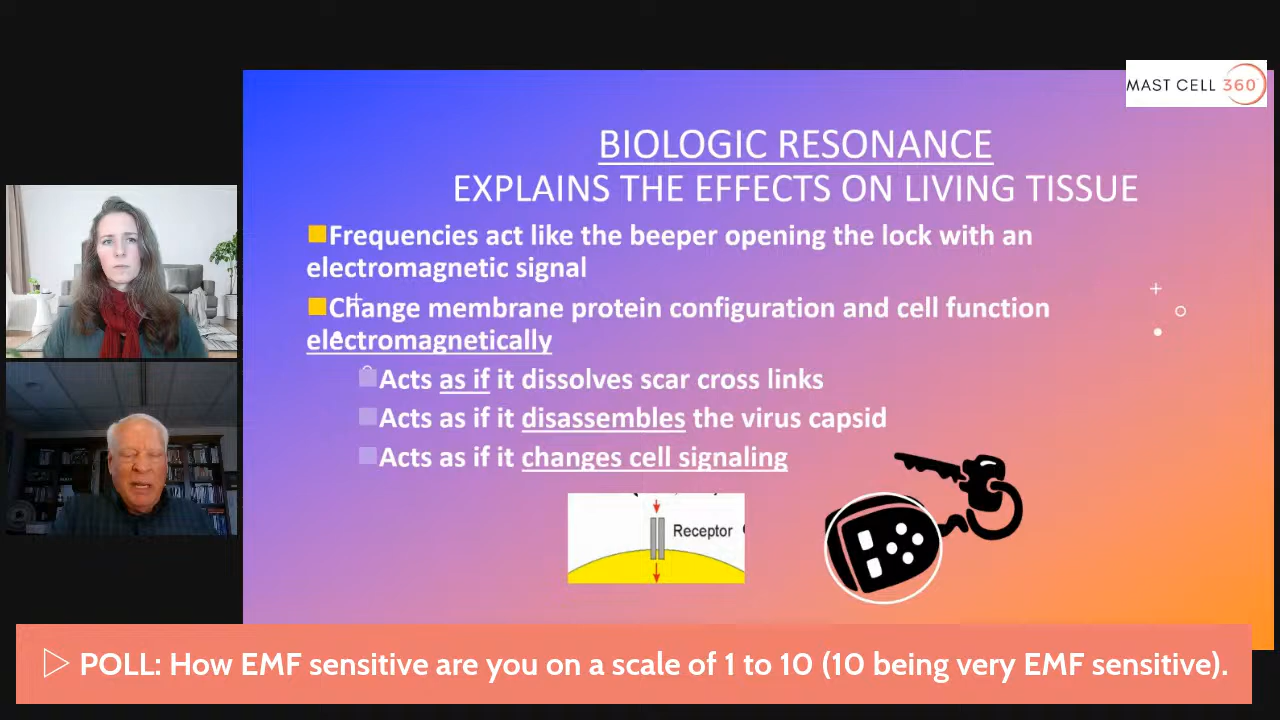 MAST CELL 360
BIOLOGIC RESONANCE
EXPLAINS THE EFFECTS ON LIVING TISSUE
Frequencies act like the beeper opening the lock with an
electromagnetic signal
Change membrane protein configuration and cell function
electromagnetically
Acts as if it dissolves scar cross links
Acts as if it disassembles the virus capsid
Acts as if it changes cell signaling
Receptor
POLL: How EMF sensitive are you on a scale of 1 to 10 (10 being very EMF sensitive).